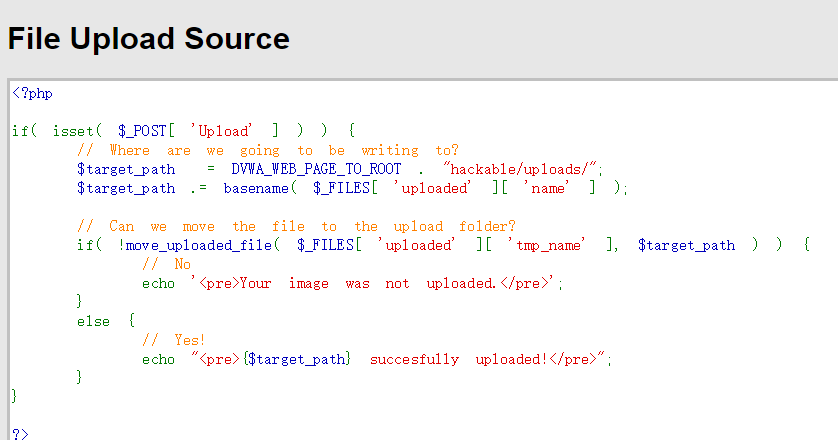 File Upload Source
<?php
if( isset( $_POST[ 'Upload' ] ) ) {
// Where are we going to be writing to?
$target_path = DVWA_WEB_PAGE_TO_ROOT . "hackable/uploads/";
$target_path .= basename( $_FILES[ 'uploaded' ][ 'name' ] );
// Can we move the file to the upload folder?
if( !move_uploaded_file( $_FILES[ 'uploaded' ][ 'tmp_name' ], $target_path ) ) {
// No
echo '<pre>Your image was not uploaded.</pre>';
}
else {
// Yes!
echo "<pre>{$target_path} succesfully uploaded!</pre>";
}
}
?>